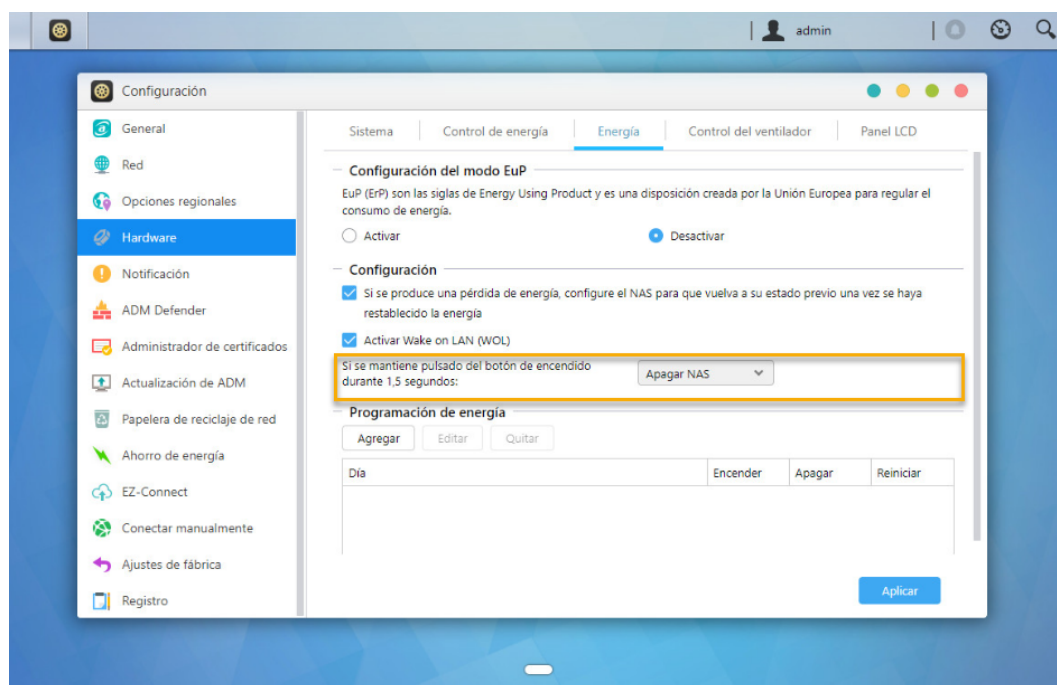 admin
Configuración
General
Red
Opciones regionales
Hardware
Notificación
ADM Defender
Administrador de certificados
Actualización de ADM
Papelera de reciclaje de red
Ahorro de energía
EZ-Connect
Conectar manualmente
Ajustes de fábrica
Registro
Sistema Control de energía Energía Control del ventilador Panel LCD
Configuración del modo EuP
EuP (ErP) son las siglas de Energy Using Product y es una disposición creada por la Unión Europea para regular el
consumo de energía.
Activar Desactivar
Configuración
Si se produce una pérdida de energía, configure el NAS para que vuelva a su estado previo una vez se haya
restablecido la energía
Activar Wake on LAN (WOL)
Si se mantiene pulsado del botón de encendido
durante 1,5 segundos: Apagar NAS
Programación de energía
Agregar Editar Quitar
Día Encender Apagar Reiniciar
Aplicar